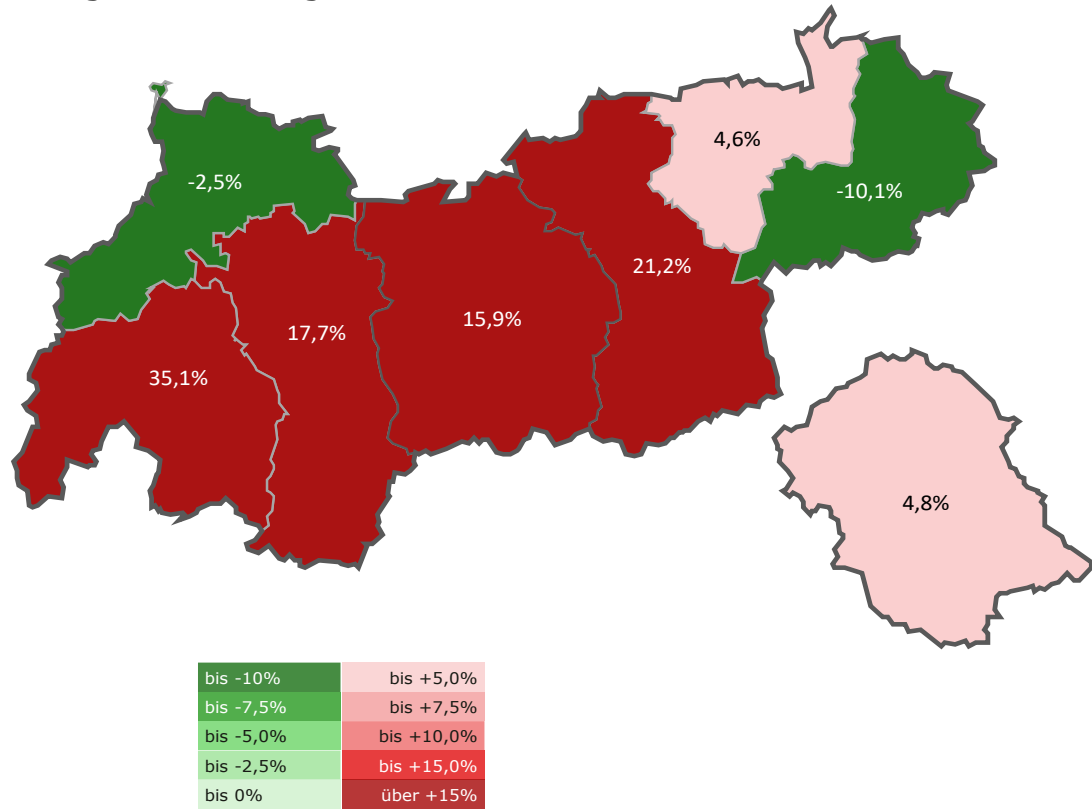 -2,5%
4,6%
-10,1%
21,2%
15,9%
17,7%
35,1%
4,8%
bis -10% bis +5,0%
bis -7,5% bis +7,5%
bis -5,0% bis +10,0%
bis -2,5% bis +15,0%
bis 0% über +15%